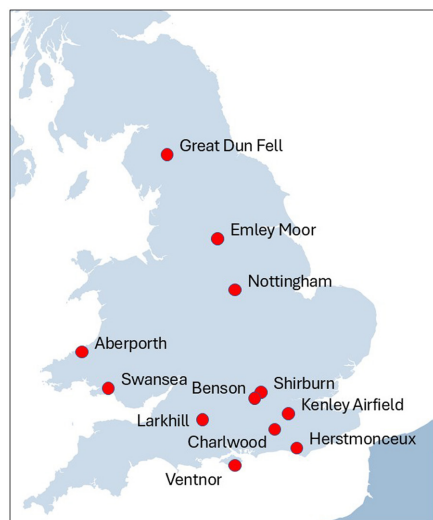 Great Dun Fell
Emley Moor
Nottingham
Aberporth
Swansea
Benson
Shirburn
Kenley Airfield
Larkhill
Charlwood
Herstmonceux
Ventnor